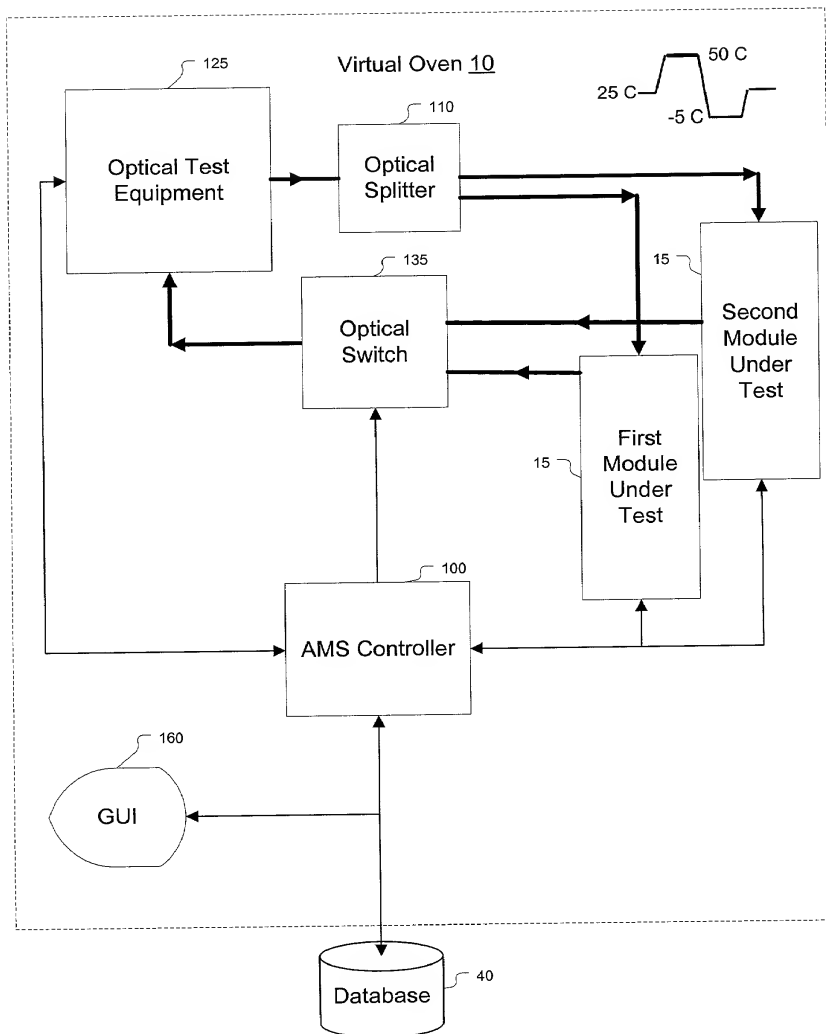 125
Virtual Oven 10
50 C
25 C
-5 C
110
Optical Test
Equipment
Optical
Splitter
135
15
Optical
Switch
Second
Module
Under
Test
15
First
Module
Under
Test
100
AMS Controller
160
GUI
Database
40